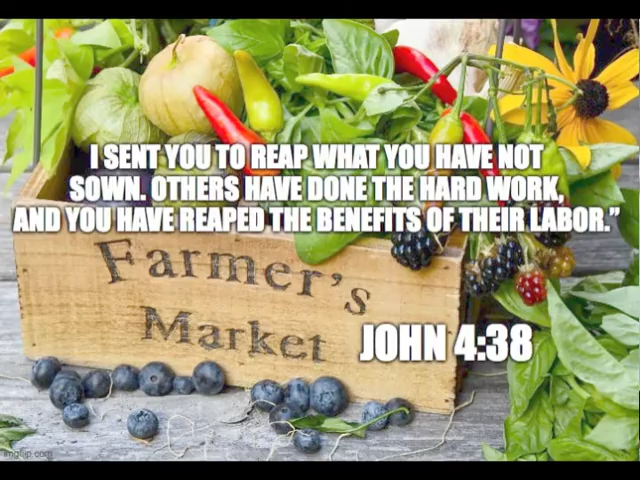 I SENT YOU TO REAP WHAT YOU HAVE NOT
SOWN. OTHERS HAVE DONE THE HARD WORK,
AND YOU HAVE REAPED THE BENEFITS OF THEIR LABOR.”
Farmer's
Market
JOHN 4:38
imgflip.com